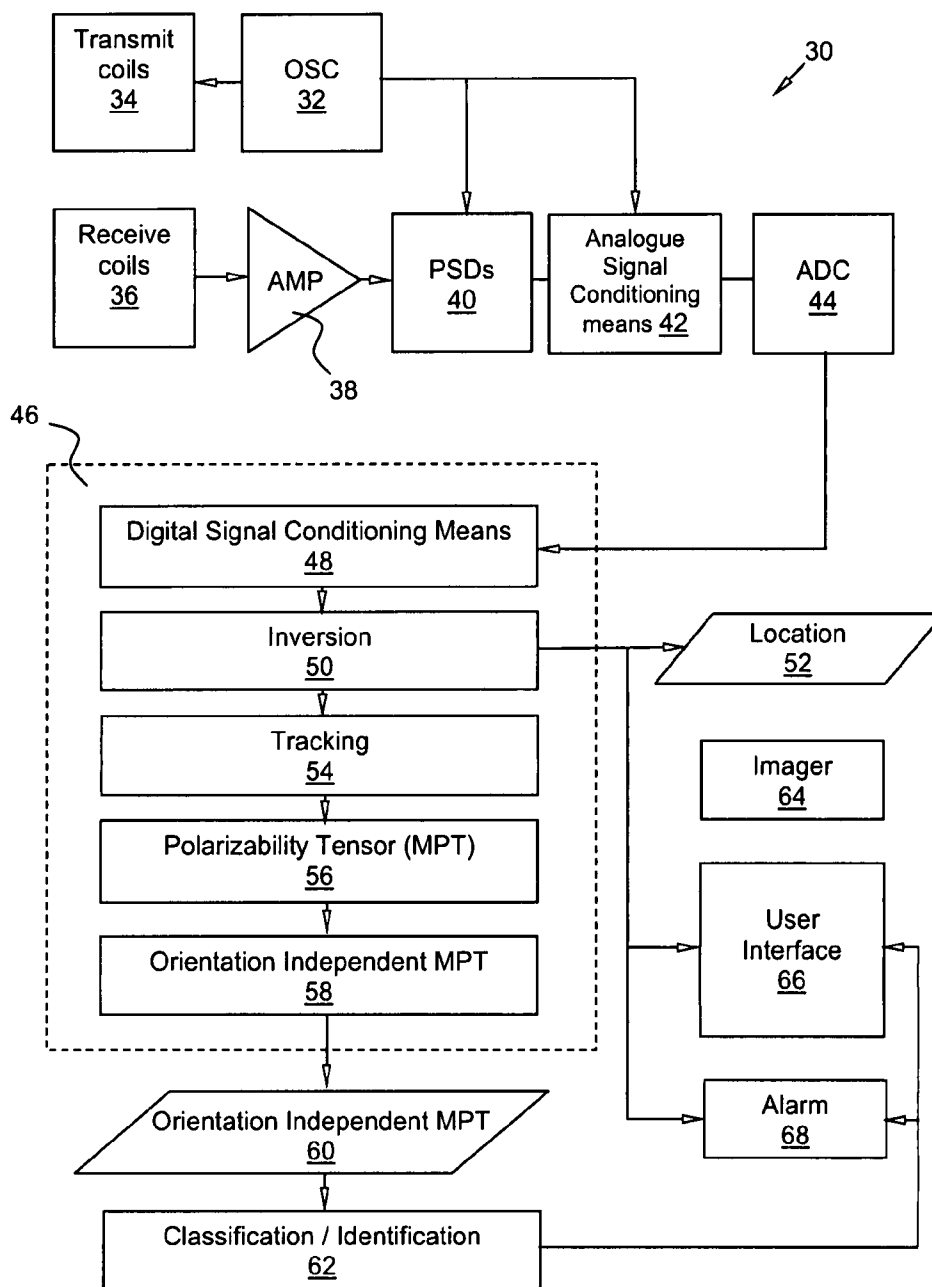 Transmit
coils
34
OSC
32
30
Receive
coils
36
AMP
38
PSDs
40
Analogue
Signal
Conditioning
means 42
ADC
44
46
Digital Signal Conditioning Means
48
Inversion
50
Location
52
Tracking
54
Imager
64
Polarizability Tensor (MPT)
56
User
Interface
66
Orientation Independent MPT
58
Orientation Independent MPT
60
Alarm
68
Classification / Identification
62